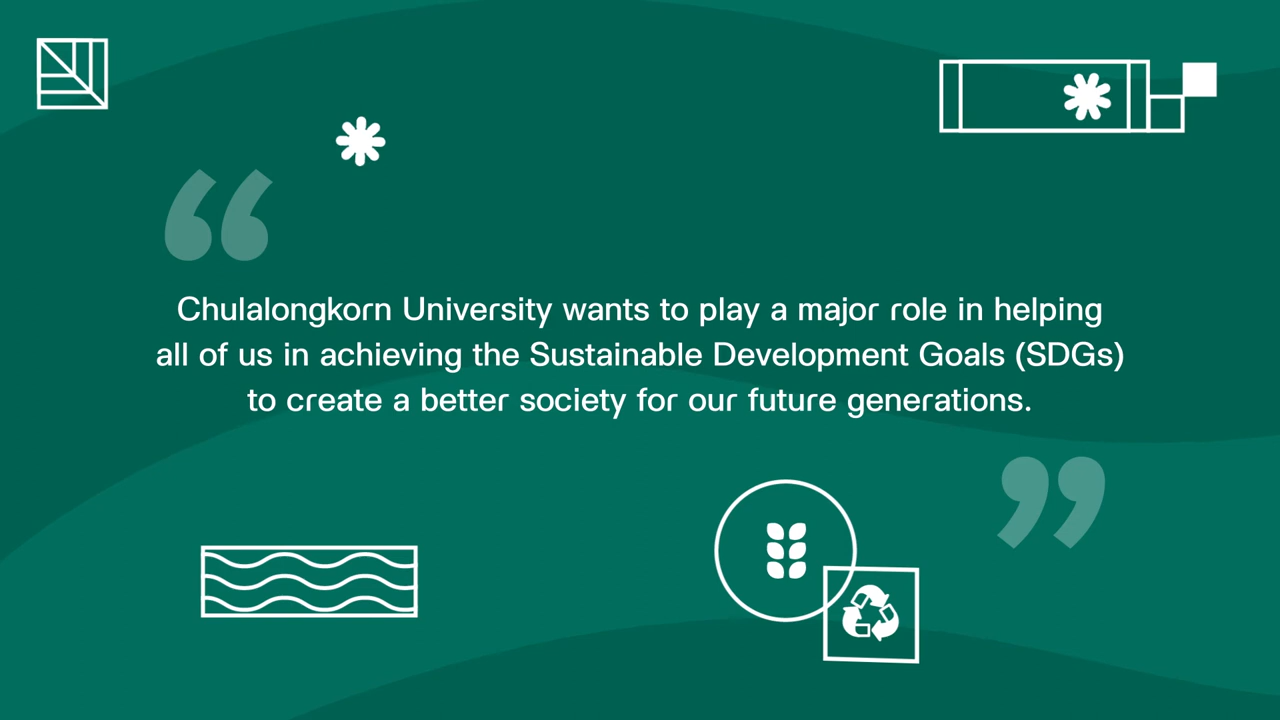 “
Chulalongkorn University wants to play a major role in helping
all of us in achieving the Sustainable Development Goals (SDGs)
to create a better society for our future generations.
”